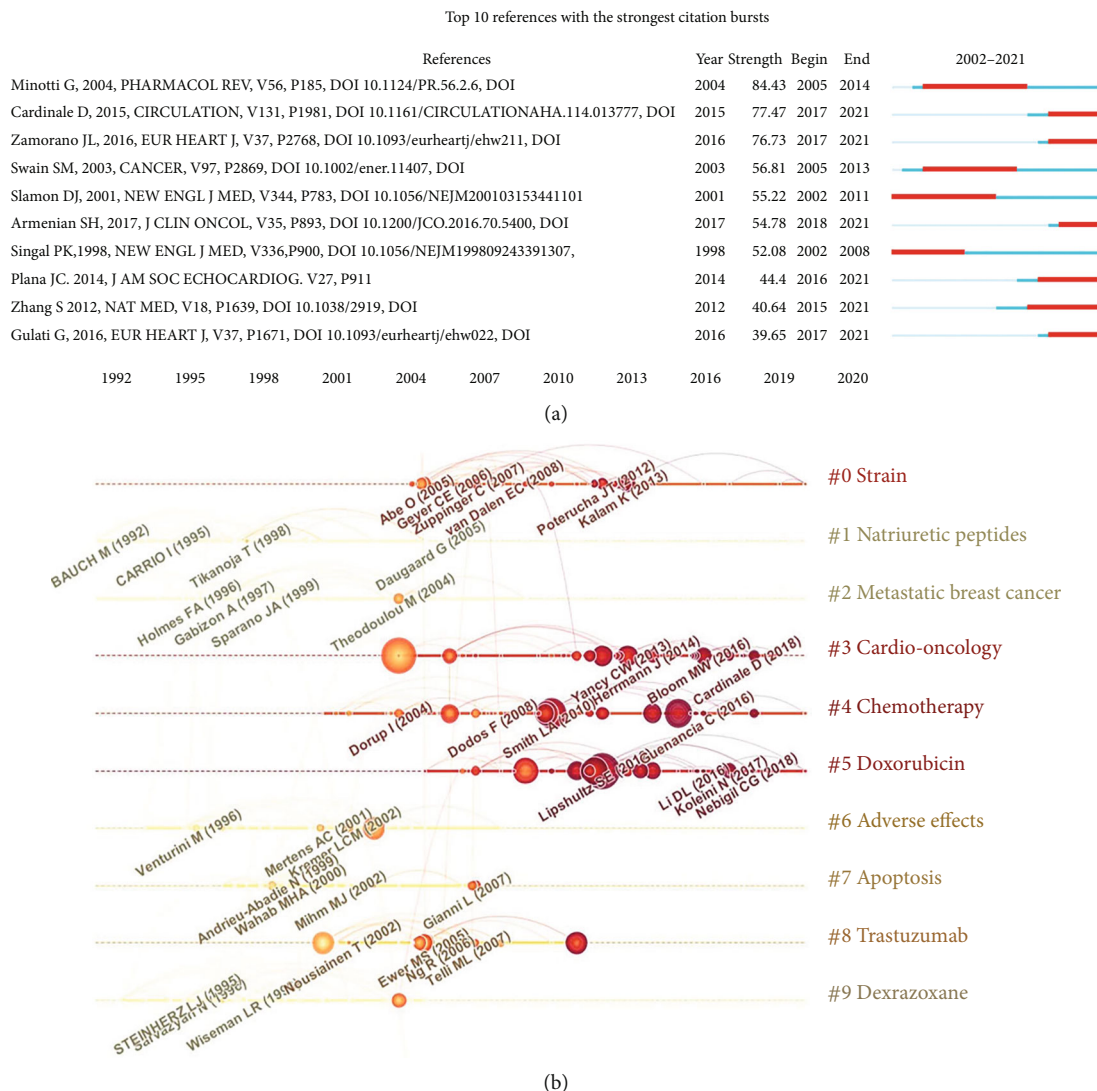 Top 10 references with the strongest citation bursts
References Year Strength Begin End 2002–2021
Minotti G, 2004, PHARMACOL REV, V56, P185, DOI 10.1124/PR.56.2.6, DOI 2004 84.43 2005 2014
Cardinale D, 2015, CIRCULATION, V131, P1981, DOI 10.1161/CIRCULATIONAHA.114.013777, DOI 2015 77.47 2017 2021
Zamorano JL, 2016, EUR HEART J, V37, P2768, DOI 10.1093/eurheartj/ehw211, DOI 2016 76.73 2017 2021
Swain SM, 2003, CANCER, V97, P2869, DOI 10.1002/ener.11407, DOI 2003 56.81 2005 2013
Slamon DJ, 2001, NEW ENGL J MED, V344, P783, DOI 10.1056/NEJM200103153441101 2001 55.22 2002 2011
Armenian SH, 2017, J CLIN ONCOL, V35, P893, DOI 10.1200/JCO.2016.70.5400, DOI 2017 54.78 2018 2021
Singal PK,1998, NEW ENGL J MED, V336,P900, DOI 10.1056/NEJM199809243391307, 1998 52.08 2002 2008
Plana JC. 2014, J AM SOC ECHOCARDIOG. V27, P911 2014 44.4 2016 2021
Zhang S 2012, NAT MED, V18, P1639, DOI 10.1038/2919, DOI 2012 40.64 2015 2021
Gulati G, 2016, EUR HEART J, V37, P1671, DOI 10.1093/eurheartj/ehw022, DOI 2016 39.65 2017 2021
1992 1995 1998 2001 2004 2007 2010 2013 2016 2019 2020
(a)
#0 Strain
Abe O (2005)
Geyer CE (2006)
Zuppinger C (2007)
van Dalen EC (2008)
Poterucha JT (2012)
Kalam K (2013)
#1 Natriuretic peptides
BAUCH M (1992)
CARRIO I (1995)
Tikanoja T (1998)
Daugaard G (2005)
#2 Metastatic breast cancer
Holmes FA (1996)
Gabizon A (1997)
Sparano JA (1999)
Theodoulou M (2004)
#3 Cardio-oncology
Yancy CW (2013)
Herrmann J (2014)
Bloom MW (2016)
Cardinale D (2018)
#4 Chemotherapy
Dorup I (2004)
Dodos F (2008)
Smith LA (2010)
Guenancia C (2016)
#5 Doxorubicin
Lipshultz SE
Li DL (2016)
Koleini N (2017)
Nebigil CG (2018)
#6 Adverse effects
Venturini M (1996)
Mertens AC (2001)
Kremer LCM (2002)
#7 Apoptosis
Andrieu-Abadie N (1999)
Wahab MHA (2000)
Mihm MJ (2002)
Gianni L (2007)
#8 Trastuzumab
Nousiainen T (2002)
Ewer MS (2005)
Ng R (2006)
Telli ML (2007)
#9 Dexrazoxane
STEINHERZ LJ (1995)
Sarvazyan N
Wiseman LR
(b)